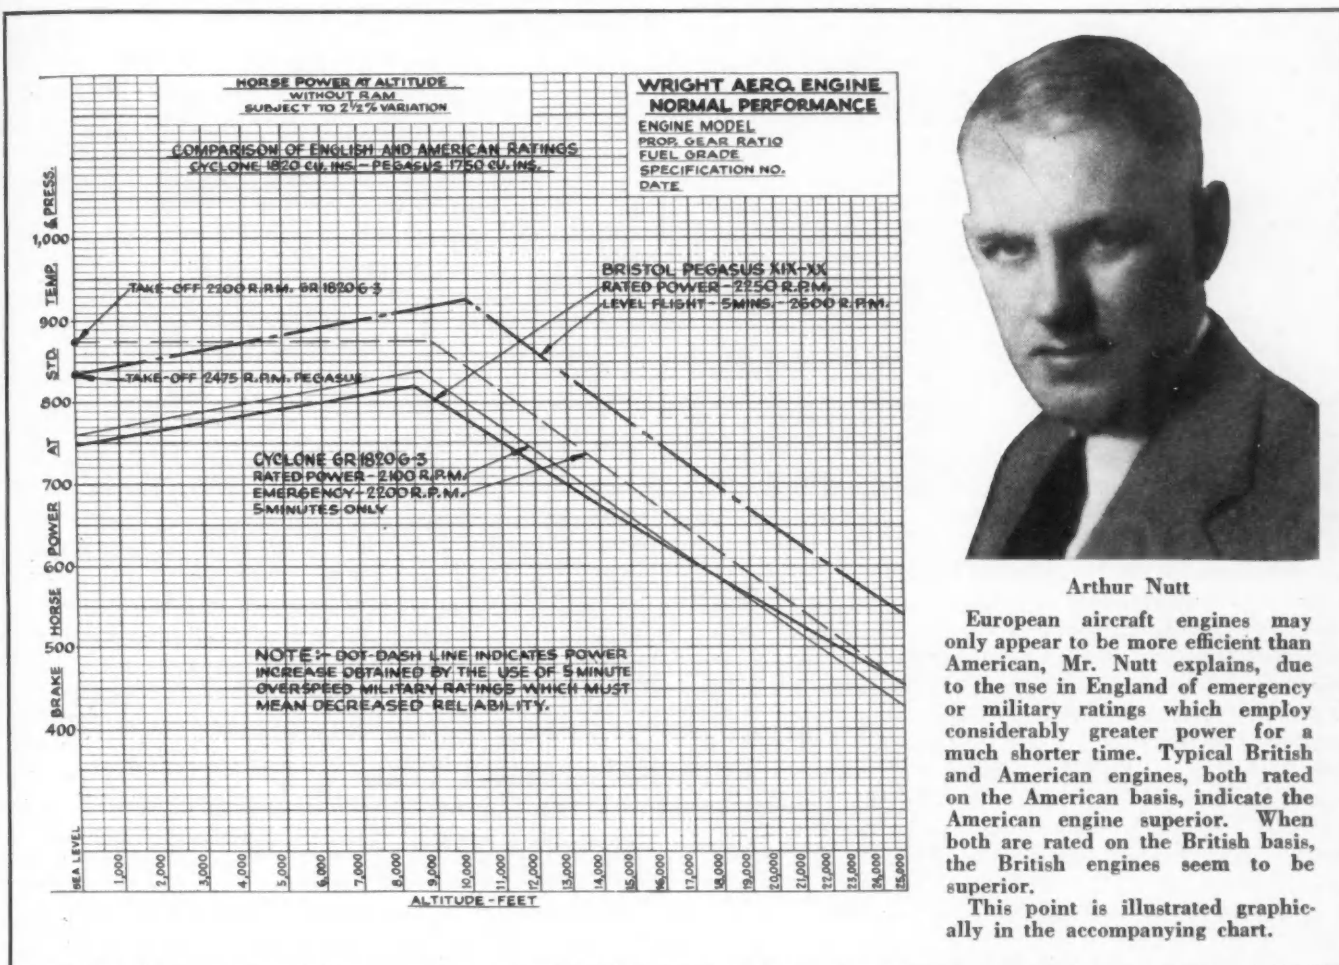 HORSE POWER AT ALTITUDE
WITHOUT RAM
SUBJECT TO 2½% VARIATION
COMPARISON OF ENGLISH AND AMERICAN RATINGS
CYCLONE 1820 CU. INS. – PEGASUS 1750 CU. INS.
WRIGHT AERO. ENGINE
NORMAL PERFORMANCE
ENGINE MODEL
PROP. GEAR RATIO
FUEL GRADE
SPECIFICATION NO.
DATE
BRAKE HORSE POWER AT STD. TEMP. & PRESS.
1,000
900
800
700
600
500
400
TAKE-OFF 2200 R.P.M. GR 1820 G-3
TAKE-OFF 2475 R.P.M. PEGASUS
BRISTOL PEGASUS XIX-XX
RATED POWER – 2250 R.P.M.
LEVEL FLIGHT – 5 MINS. – 2600 R.P.M.
CYCLONE GR 1820 G-3
RATED POWER – 2100 R.P.M.
EMERGENCY – 2200 R.P.M.
5 MINUTES ONLY
NOTE:– DOT-DASH LINE INDICATES POWER
INCREASE OBTAINED BY THE USE OF 5 MINUTE
OVERSPEED MILITARY RATINGS WHICH MUST
MEAN DECREASED RELIABILITY.
SEA LEVEL 1,000 2,000 3,000 4,000 5,000 6,000 7,000 8,000 9,000 10,000 11,000 12,000 13,000 14,000 15,000 16,000 17,000 18,000 19,000 20,000 21,000 22,000 23,000 24,000 25,000
ALTITUDE – FEET
Arthur Nutt
European aircraft engines may
only appear to be more efficient than
American, Mr. Nutt explains, due
to the use in England of emergency
or military ratings which employ
considerably greater power for a
much shorter time. Typical British
and American engines, both rated
on the American basis, indicate the
American engine superior. When
both are rated on the British basis,
the British engines seem to be
superior.
This point is illustrated graphic-
ally in the accompanying chart.